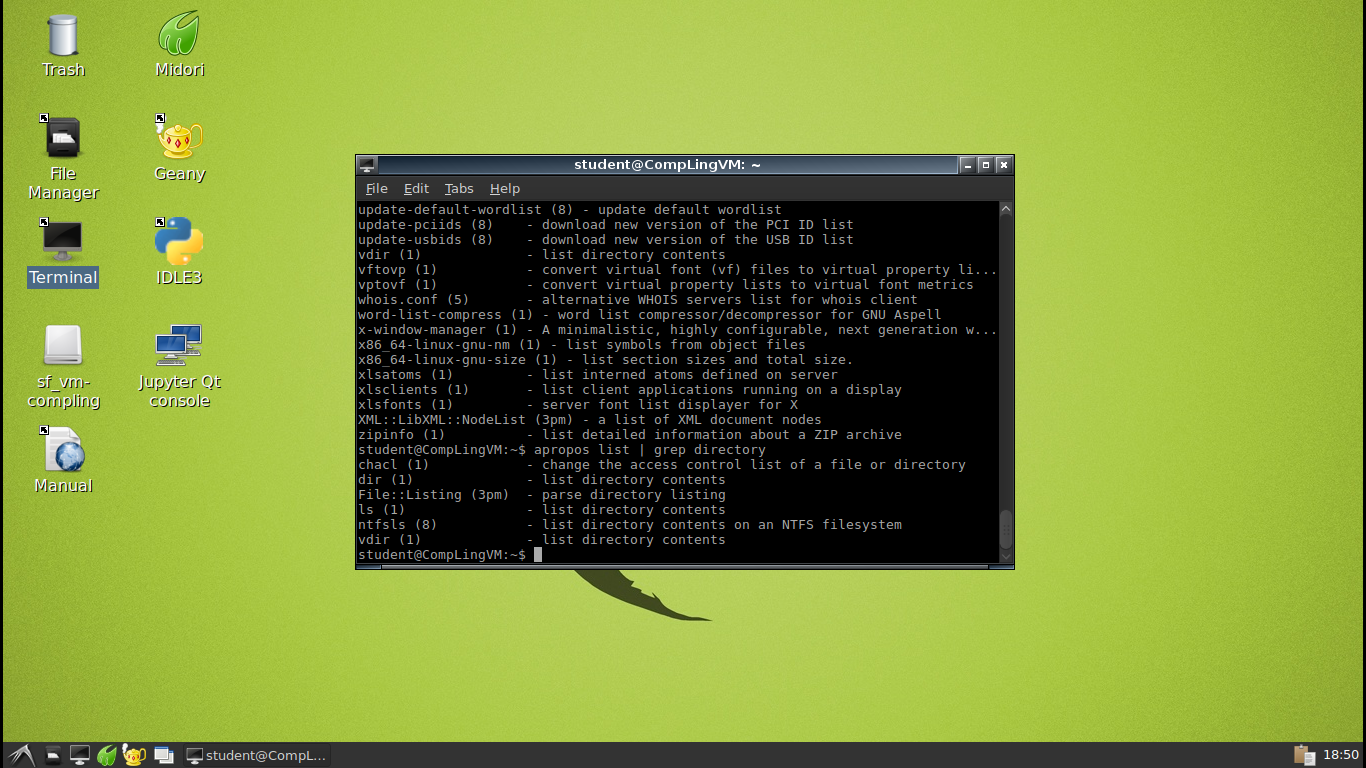 Trash
Midori
File Manager
Geany
Terminal
IDLE3
sf_vm-compling
Jupyter Qt console
Manual
student@CompLingVM: ~
File Edit Tabs Help
update-default-wordlist (8) - update default wordlist
update-pciids (8)    - download new version of the PCI ID list
update-usbids (8)    - download new version of the USB ID list
vdir (1)             - list directory contents
vftovp (1)           - convert virtual font (vf) files to virtual property li...
vptovf (1)           - convert virtual property lists to virtual font metrics
whois.conf (5)       - alternative WHOIS servers list for whois client
word-list-compress (1) - word list compressor/decompressor for GNU Aspell
x-window-manager (1) - A minimalistic, highly configurable, next generation w...
x86_64-linux-gnu-nm (1) - list symbols from object files
x86_64-linux-gnu-size (1) - list section sizes and total size.
xlsatoms (1)         - list interned atoms defined on server
xlsclients (1)       - list client applications running on a display
xlsfonts (1)         - server font list displayer for X
XML::LibXML::NodeList (3pm) - a list of XML document nodes
zipinfo (1)          - list detailed information about a ZIP archive
student@CompLingVM:~$ apropos list | grep directory
chacl (1)            - change the access control list of a file or directory
dir (1)              - list directory contents
File::Listing (3pm)  - parse directory listing
ls (1)               - list directory contents
ntfsls (8)           - list directory contents on an NTFS filesystem
vdir (1)             - list directory contents
student@CompLingVM:~$
student@CompL...
18:50